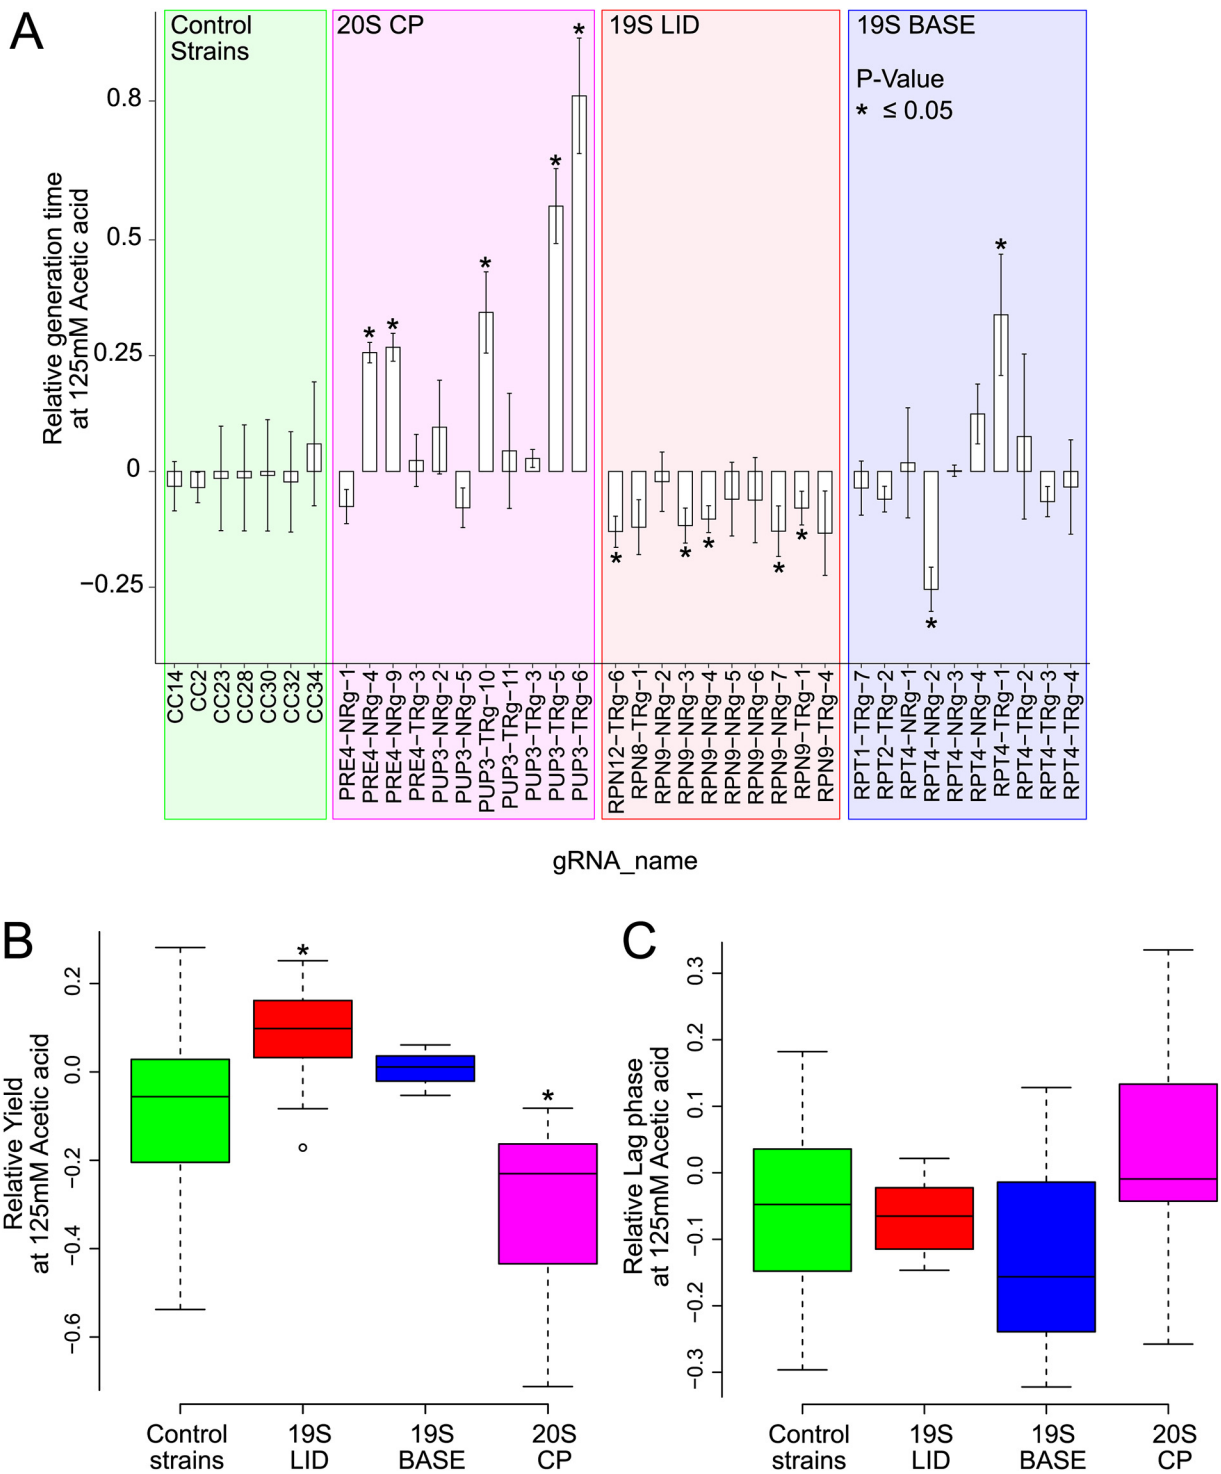 A
Control
Strains
20S CP
19S LID
19S BASE
P-Value
* ≤ 0.05
Relative generation time
at 125mM Acetic acid
0.8
0.5
0.25
0
−0.25
*
*
*
*
*
*
*
*
*
*
*
*
CC14
CC2
CC23
CC28
CC30
CC32
CC34
PRE4−NRg−1
PRE4−NRg−4
PRE4−NRg−9
PRE4−TRg−3
PUP3−NRg−2
PUP3−NRg−5
PUP3−TRg−10
PUP3−TRg−11
PUP3−TRg−3
PUP3−TRg−5
PUP3−TRg−6
RPN12−TRg−6
RPN8−TRg−1
RPN9−NRg−2
RPN9−NRg−3
RPN9−NRg−4
RPN9−NRg−5
RPN9−NRg−6
RPN9−NRg−7
RPN9−TRg−1
RPN9−TRg−4
RPT1−TRg−7
RPT2−TRg−2
RPT4−NRg−1
RPT4−NRg−2
RPT4−NRg−3
RPT4−NRg−4
RPT4−TRg−1
RPT4−TRg−2
RPT4−TRg−3
RPT4−TRg−4
gRNA_name
B
Relative Yield
at 125mM Acetic acid
0.2
0.0
−0.2
−0.4
−0.6
*
*
Control
strains
19S
LID
19S
BASE
20S
CP
C
Relative Lag phase
at 125mM Acetic acid
0.3
0.2
0.1
0.0
−0.1
−0.2
−0.3
Control
strains
19S
LID
19S
BASE
20S
CP